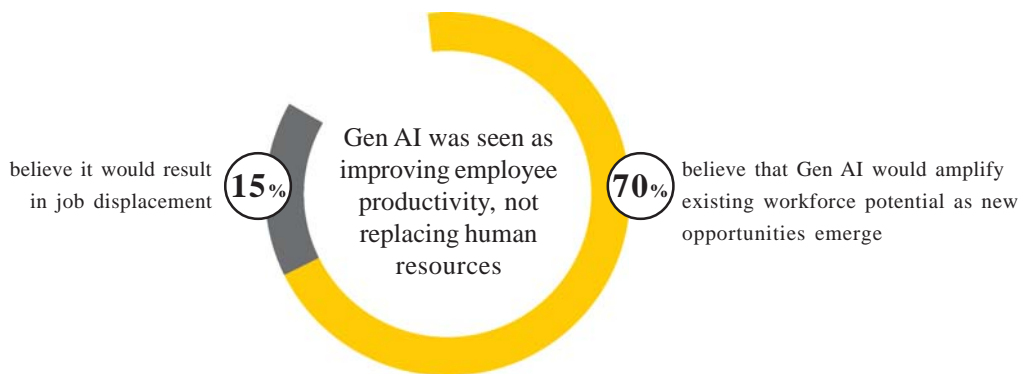 believe it would result
in job displacement
15%
Gen AI was seen as
improving employee
productivity, not
replacing human
resources
70%
believe that Gen AI would amplify
existing workforce potential as new
opportunities emerge